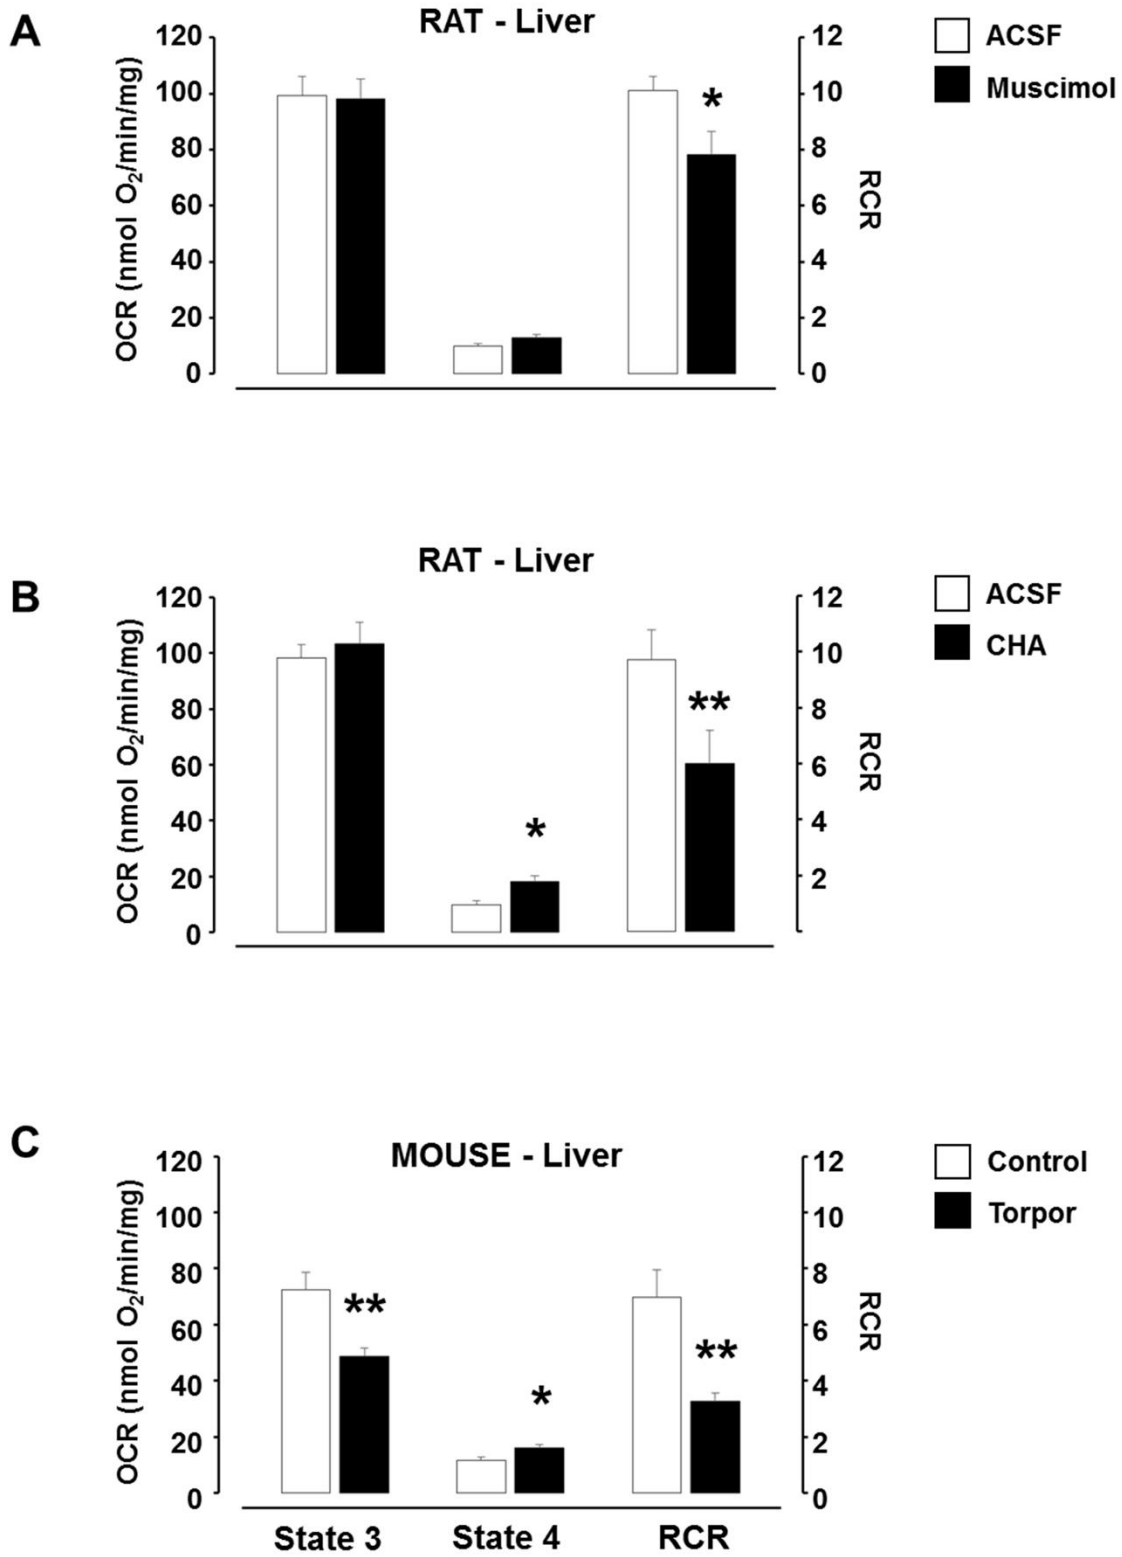 A
RAT - Liver
ACSF
Muscimol
OCR (nmol O2/min/mg)
120
100
80
60
40
20
0
*
12
10
8
6
4
2
0
RCR
B
RAT - Liver
ACSF
CHA
OCR (nmol O2/min/mg)
120
100
80
60
40
20
0
*
**
12
10
8
6
4
2
RCR
C
MOUSE - Liver
Control
Torpor
OCR (nmol O2/min/mg)
120
100
80
60
40
20
0
**
*
**
12
10
8
6
4
2
0
RCR
State 3
State 4
RCR